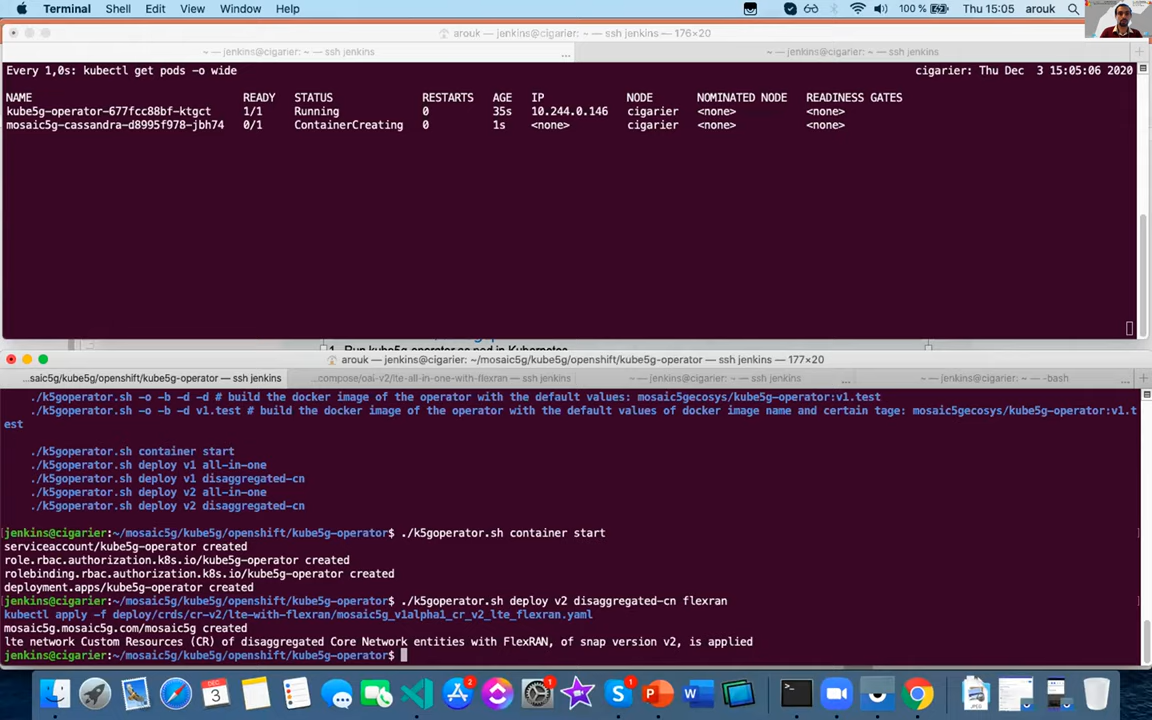 Terminal Shell Edit View Window Help 100 % Thu 15:05 arouk
arouk — jenkins@cigarier: ~ — ssh jenkins — 176×20
~ — jenkins@cigarier: ~ — ssh jenkins ... ~ — jenkins@cigarier: ~ — ssh jenkins
Every 1,0s: kubectl get pods -o wide cigarier: Thu Dec 3 15:05:06 2020
NAME READY STATUS RESTARTS AGE IP NODE NOMINATED NODE READINESS GATES
kube5g-operator-677fcc88bf-ktgct 1/1 Running 0 35s 10.244.0.146 cigarier <none> <none>
mosaic5g-cassandra-d8995f978-jbh74 0/1 ContainerCreating 0 1s <none> cigarier <none> <none>
1. Run kube5g-operator as pod in Kubernetes
arouk — jenkins@cigarier: ~/mosaic5g/kube5g/openshift/kube5g-operator — ssh jenkins — 177×20
...saic5g/kube5g/openshift/kube5g-operator — ssh jenkins ...compose/oai-v2/lte-all-in-one-with-flexran — ssh jenkins ~ — jenkins@cigarier: ~ — ssh jenkins ... ~ — jenkins@cigarier: ~ — -bash ...
./k5goperator.sh -o -b -d -d # build the docker image of the operator with the default values: mosaic5gecosys/kube5g-operator:v1.test
./k5goperator.sh -o -b -d v1.test # build the docker image of the operator with the default values of docker image name and certain tage: mosaic5gecosys/kube5g-operator:v1.t
est
./k5goperator.sh container start
./k5goperator.sh deploy v1 all-in-one
./k5goperator.sh deploy v1 disaggregated-cn
./k5goperator.sh deploy v2 all-in-one
./k5goperator.sh deploy v2 disaggregated-cn
jenkins@cigarier:~/mosaic5g/kube5g/openshift/kube5g-operator$ ./k5goperator.sh container start
serviceaccount/kube5g-operator created
role.rbac.authorization.k8s.io/kube5g-operator created
rolebinding.rbac.authorization.k8s.io/kube5g-operator created
deployment.apps/kube5g-operator created
jenkins@cigarier:~/mosaic5g/kube5g/openshift/kube5g-operator$ ./k5goperator.sh deploy v2 disaggregated-cn flexran
kubectl apply -f deploy/crds/cr-v2/lte-with-flexran/mosaic5g_v1alpha1_cr_v2_lte_flexran.yaml
mosaic5g.mosaic5g.com/mosaic5g created
lte network Custom Resources (CR) of disaggregated Core Network entities with FlexRAN, of snap version v2, is applied
jenkins@cigarier:~/mosaic5g/kube5g/openshift/kube5g-operator$
DEC
3
2
1
1